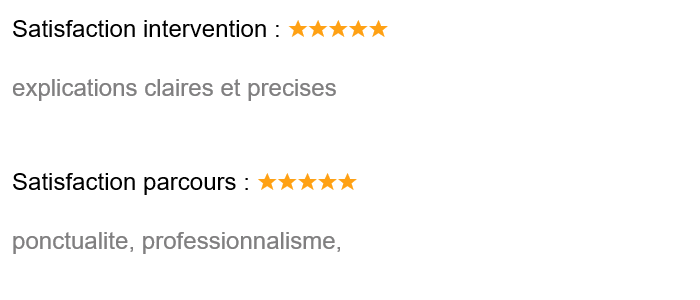 Satisfaction intervention : ★★★★★
explications claires et precises
Satisfaction parcours : ★★★★★
ponctualite, professionnalisme,